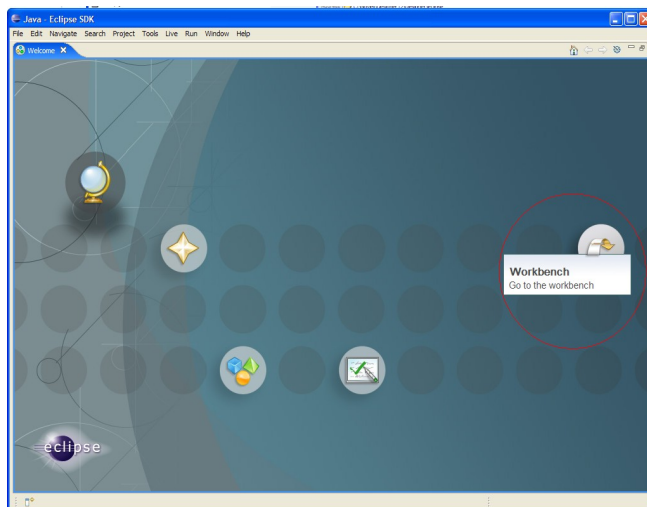 Java - Eclipse SDK
File Edit Navigate Search Project Tools Live Run Window Help
Welcome
Workbench
Go to the workbench
eclipse